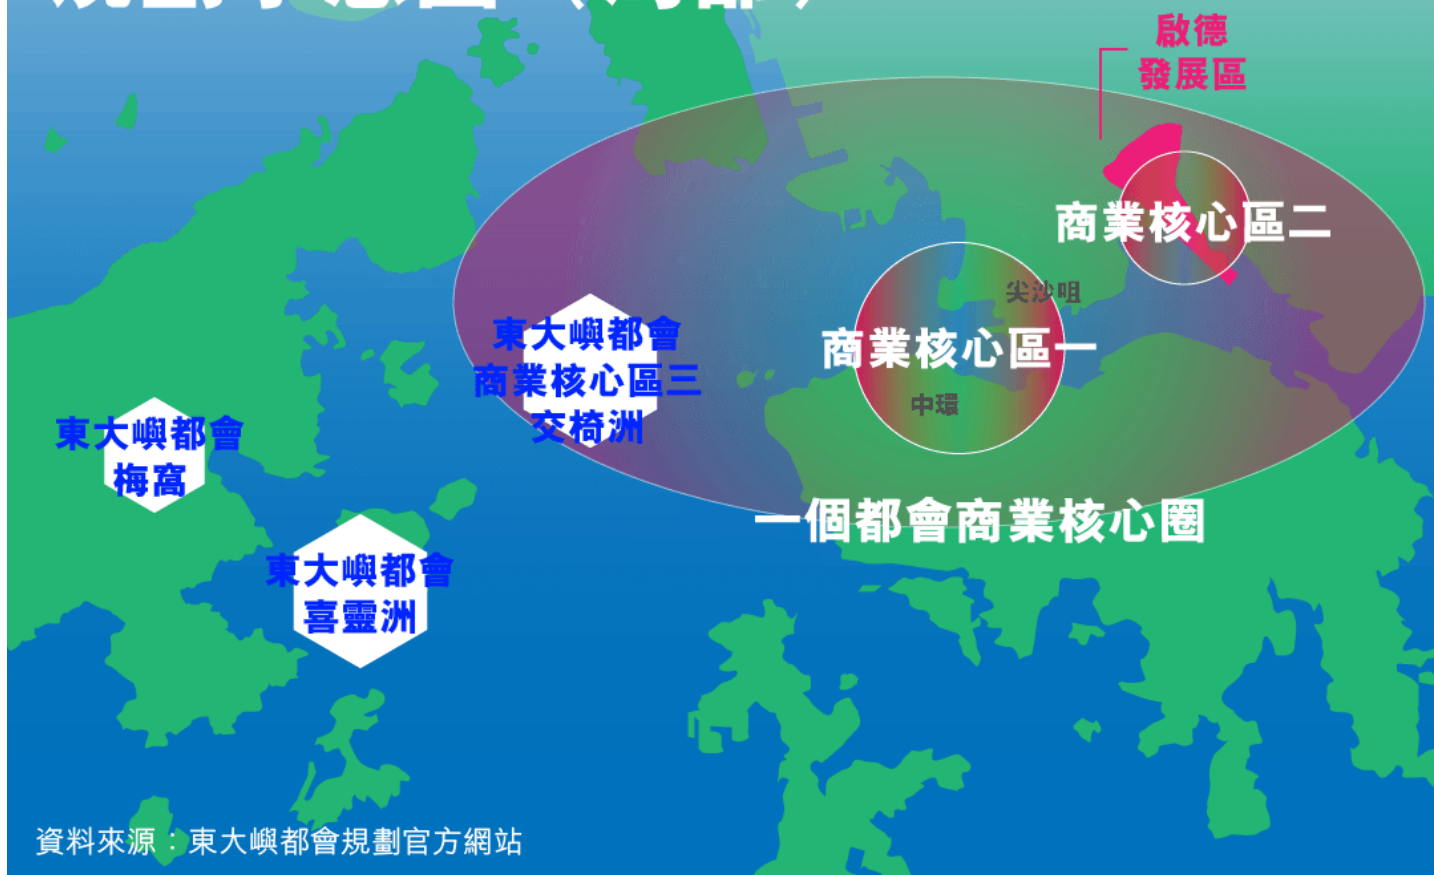 啟德
發展區
商業核心區二
尖沙咀
東大嶼都會
商業核心區三
交椅洲
商業核心區一
中環
東大嶼都會
梅窩
一個都會商業核心圈
東大嶼都會
喜靈洲
資料來源：東大嶼都會規劃官方網站